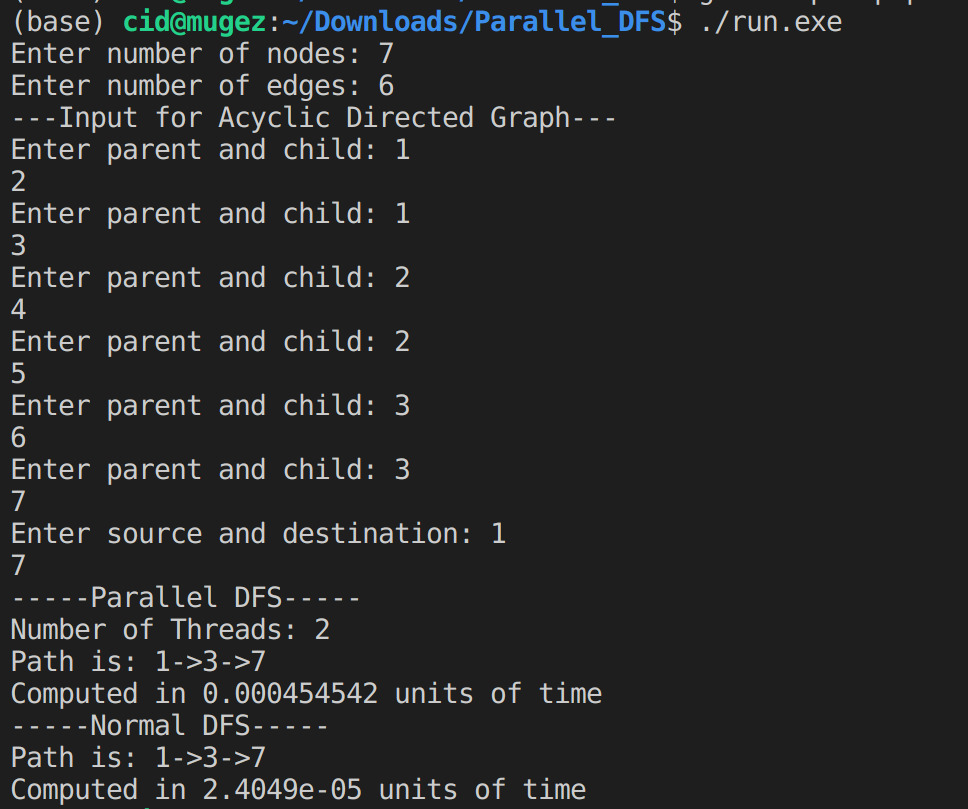 (base) cid@mugez:~/Downloads/Parallel_DFS$ ./run.exe
Enter number of nodes: 7
Enter number of edges: 6
---Input for Acyclic Directed Graph---
Enter parent and child: 1
2
Enter parent and child: 1
3
Enter parent and child: 2
4
Enter parent and child: 2
5
Enter parent and child: 3
6
Enter parent and child: 3
7
Enter source and destination: 1
7
-----Parallel DFS-----
Number of Threads: 2
Path is: 1->3->7
Computed in 0.000454542 units of time
-----Normal DFS-----
Path is: 1->3->7
Computed in 2.4049e-05 units of time